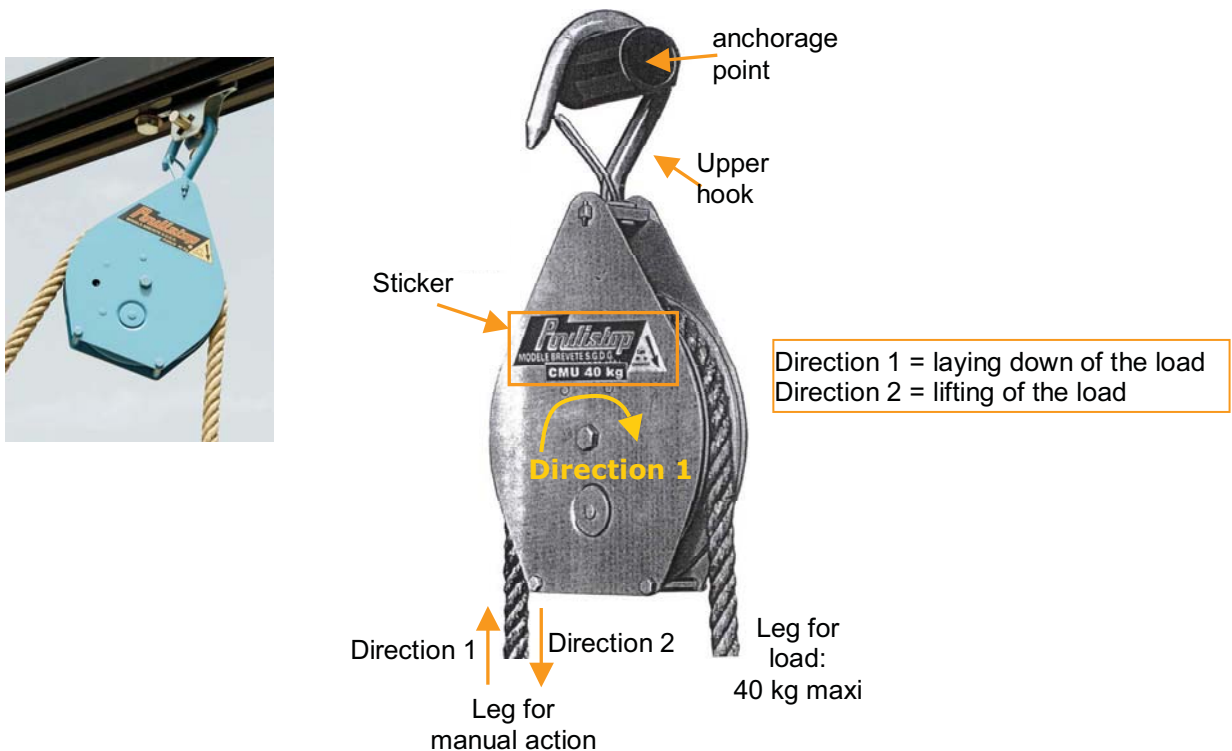 anchorage
point
Upper
hook
Sticker
Poulistop
Poulistop
MODELE BREVETE S.G.D.G
CMU 40 kg
Direction 1 = laying down of the load
Direction 2 = lifting of the load
Direction 1
Direction 1
Direction 2
Leg for
manual action
Leg for
load:
40 kg maxi